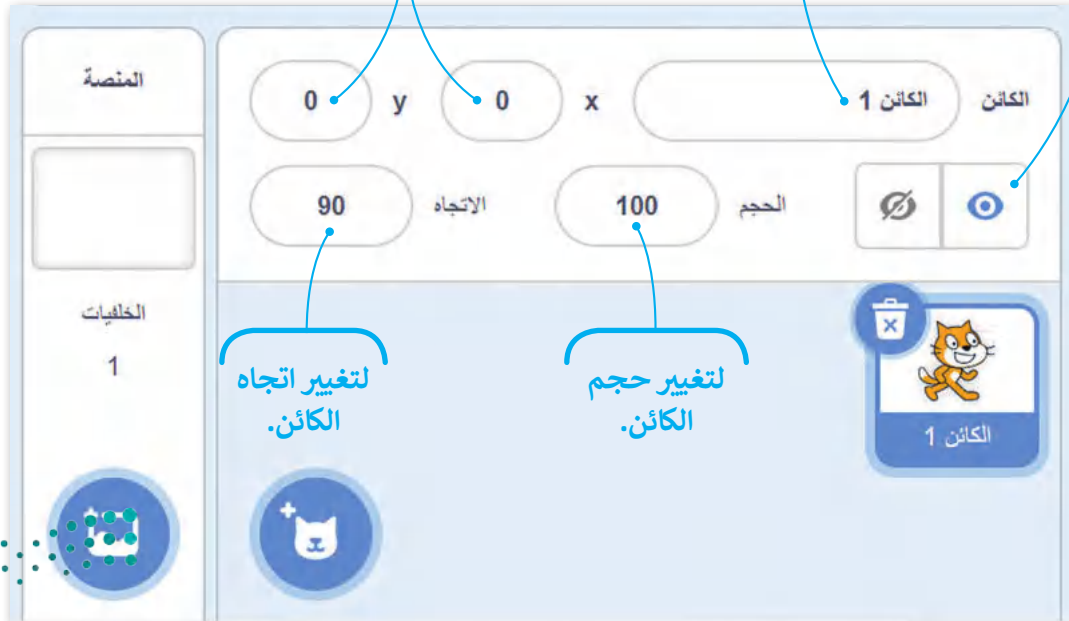 الكائن الكائن 1 x 0 y 0
الحجم 100 الاتجاه 90
لتغيير حجم
الكائن.
لتغيير اتجاه
الكائن.
الكائن 1
المنصة
الخلفيات
1